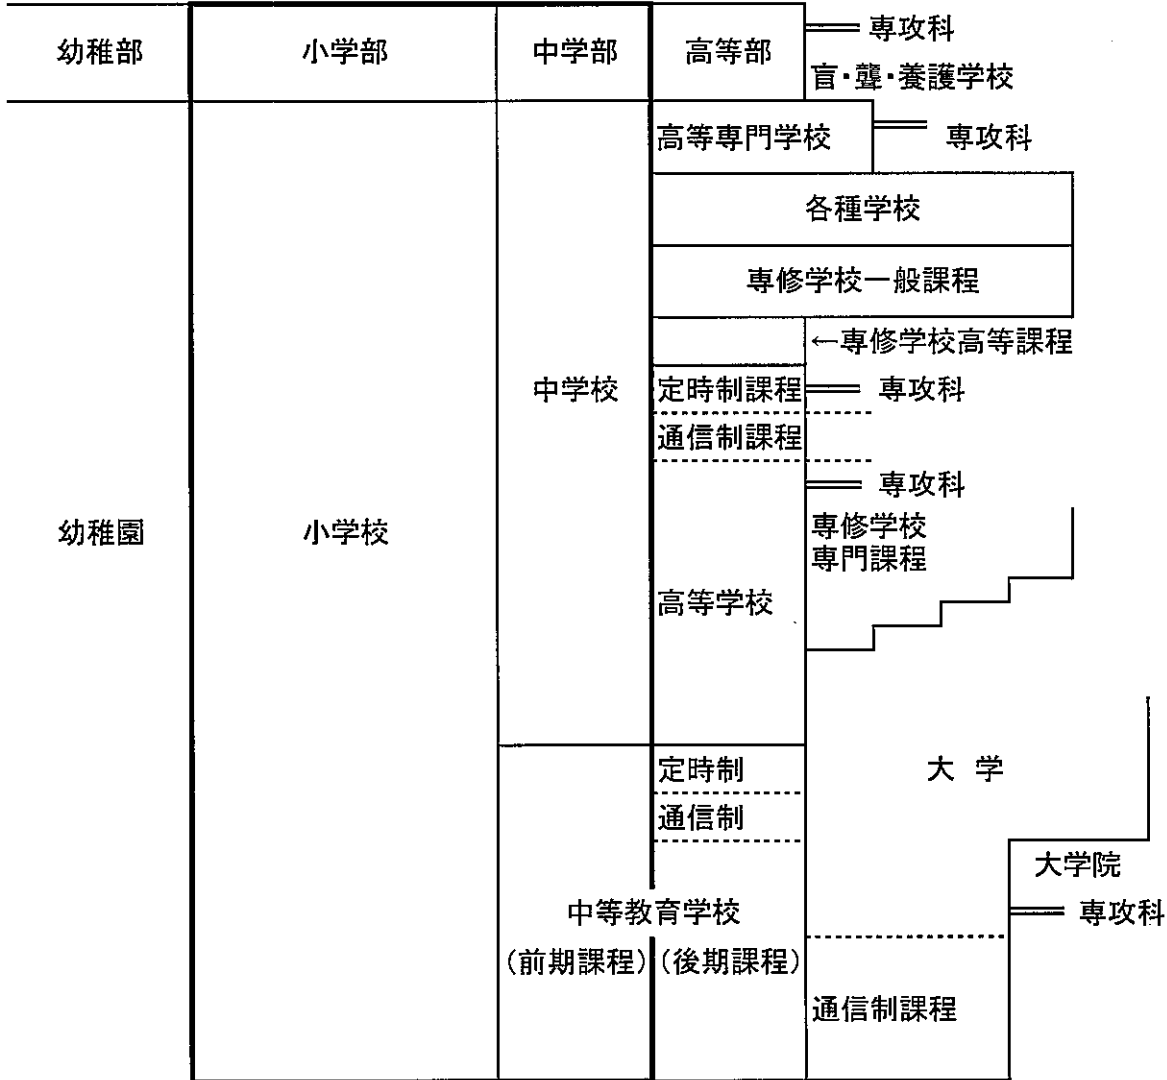 幼稚部
小学部
中学部
高等部
専攻科
盲・聾・養護学校
高等専門学校
専攻科
各種学校
専修学校一般課程
←専修学校高等課程
中学校
定時制課程
専攻科
通信制課程
専攻科
幼稚園
小学校
専修学校
専門課程
高等学校
定時制
大 学
通信制
大学院
中等教育学校
専攻科
(前期課程)
(後期課程)
通信制課程